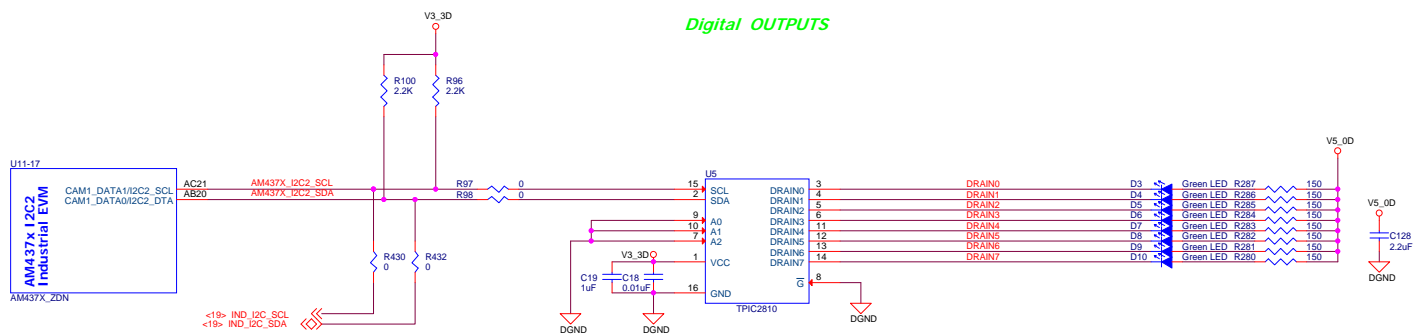 Digital OUTPUTS
V3_3D
R100
2.2K
R96
2.2K
U11-17
AM437x I2C2
Industrial EVM
CAM1_DATA1/I2C2_SCL
CAM1_DATA0/I2C2_DTA
AM437X_ZDN
AC21
AB20
AM437X_I2C2_SCL
AM437X_I2C2_SDA
R97 0
R98 0
R430
0
R432
0
<19> IND_I2C_SCL
<19> IND_I2C_SDA
U5
15 SCL
2 SDA
9 A0
10 A1
7 A2
1 VCC
16 GND
TPIC2810
V3_3D
C19
1uF
C18
0.01uF
DGND
DGND
DRAIN0 3
DRAIN1 4
DRAIN2 5
DRAIN3 6
DRAIN4 11
DRAIN5 12
DRAIN6 13
DRAIN7 14
G 8
DGND
DRAIN0 D3 Green LED R287 150
DRAIN1 D4 Green LED R286 150
DRAIN2 D5 Green LED R285 150
DRAIN3 D6 Green LED R284 150
DRAIN4 D7 Green LED R283 150
DRAIN5 D8 Green LED R282 150
DRAIN6 D9 Green LED R281 150
DRAIN7 D10 Green LED R280 150
V5_0D
V5_0D
C128
2.2uF
DGND